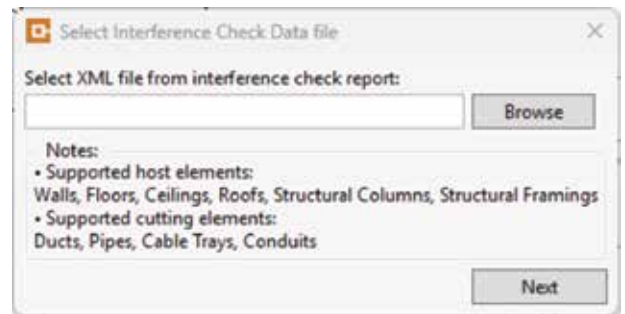 Select Interference Check Data file
Select XML file from interference check report:
Browse
Notes:
• Supported host elements:
Walls, Floors, Ceilings, Roofs, Structural Columns, Structural Framings
• Supported cutting elements:
Ducts, Pipes, Cable Trays, Conduits
Next